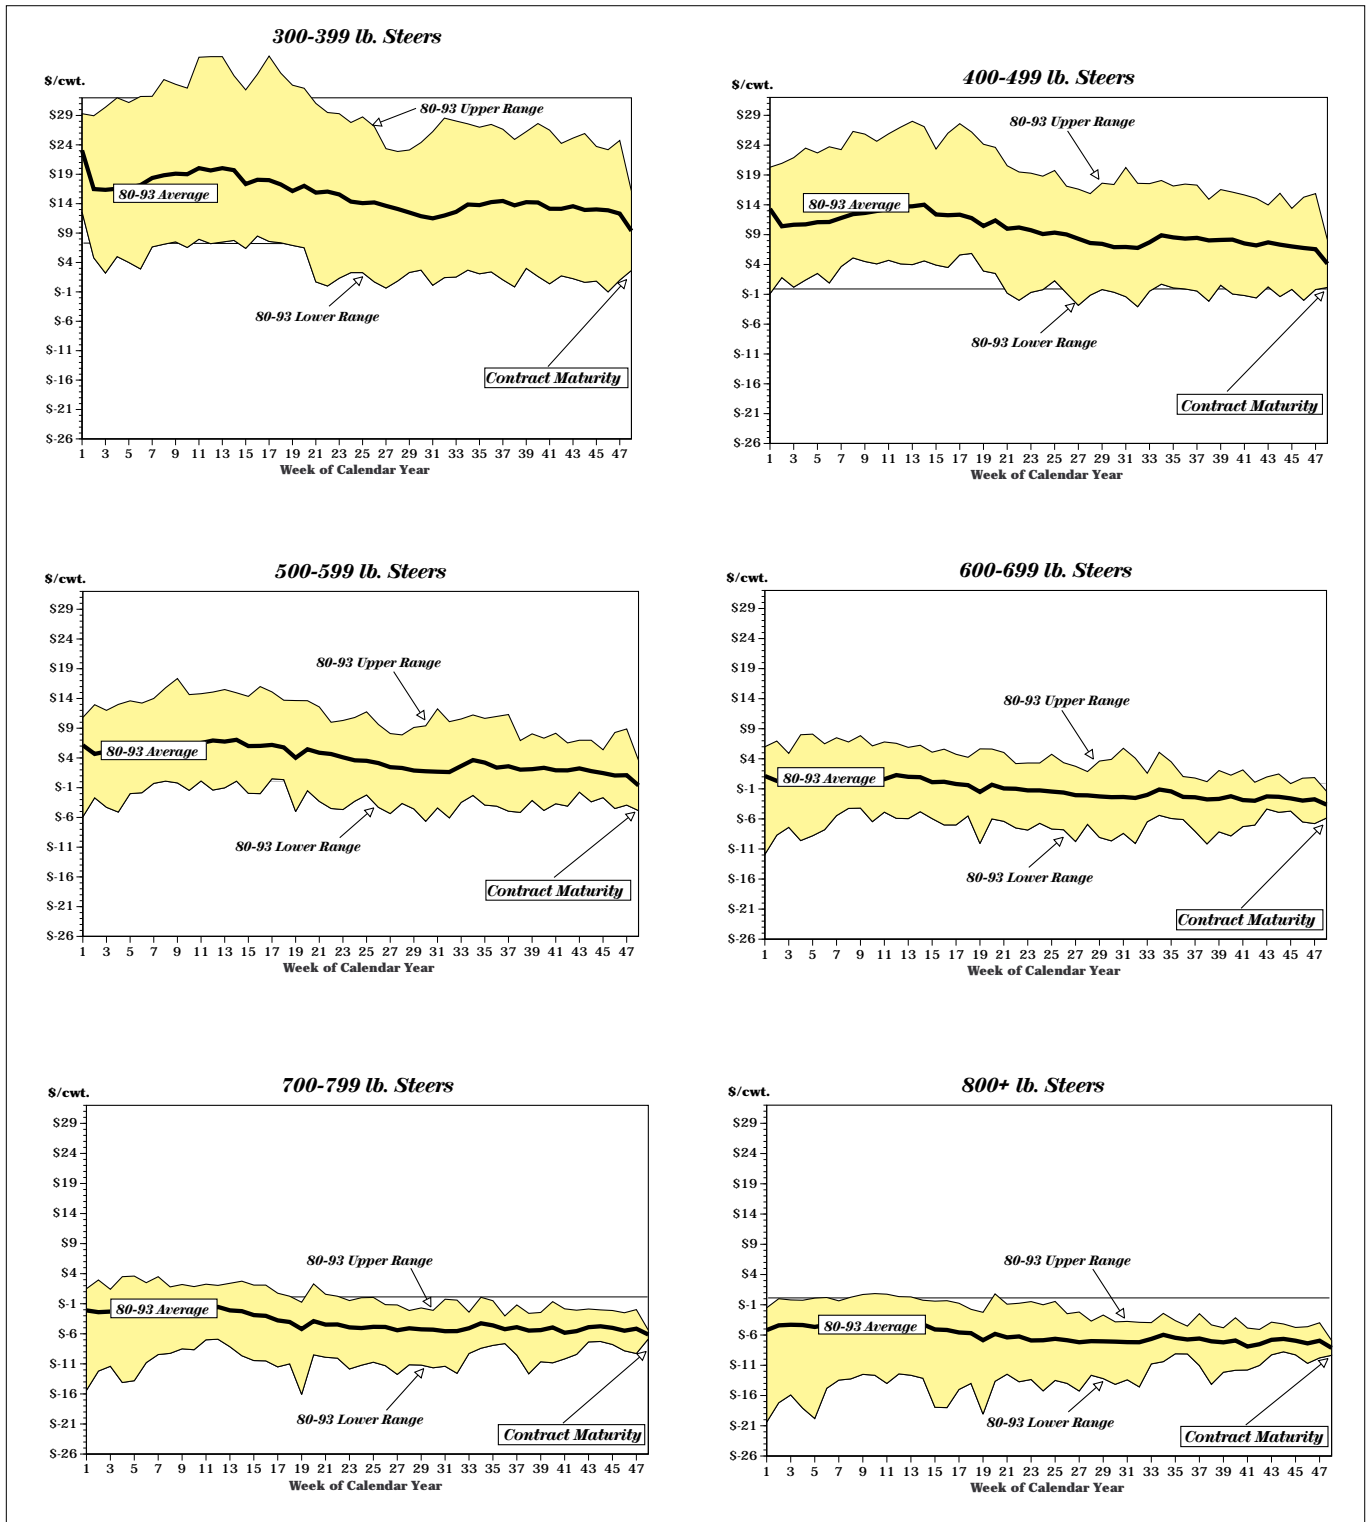 300-399 lb. Steers
$/cwt.
$29
$24
$19
$14
$9
$4
$-1
$-6
$-11
$-16
$-21
$-26
80-93 Upper Range
80-93 Average
80-93 Lower Range
Contract Maturity
1 3 5 7 9 11 13 15 17 19 21 23 25 27 29 31 33 35 37 39 41 43 45 47
Week of Calendar Year
400-499 lb. Steers
$/cwt.
$29
$24
$19
$14
$9
$4
$-1
$-6
$-11
$-16
$-21
$-26
80-93 Upper Range
80-93 Average
80-93 Lower Range
Contract Maturity
1 3 5 7 9 11 13 15 17 19 21 23 25 27 29 31 33 35 37 39 41 43 45 47
Week of Calendar Year
500-599 lb. Steers
$/cwt.
$29
$24
$19
$14
$9
$4
$-1
$-6
$-11
$-16
$-21
$-26
80-93 Upper Range
80-93 Average
80-93 Lower Range
Contract Maturity
1 3 5 7 9 11 13 15 17 19 21 23 25 27 29 31 33 35 37 39 41 43 45 47
Week of Calendar Year
600-699 lb. Steers
$/cwt.
$29
$24
$19
$14
$9
$4
$-1
$-6
$-11
$-16
$-21
$-26
80-93 Upper Range
80-93 Average
80-93 Lower Range
Contract Maturity
1 3 5 7 9 11 13 15 17 19 21 23 25 27 29 31 33 35 37 39 41 43 45 47
Week of Calendar Year
700-799 lb. Steers
$/cwt.
$29
$24
$19
$14
$9
$4
$-1
$-6
$-11
$-16
$-21
$-26
80-93 Upper Range
80-93 Average
80-93 Lower Range
Contract Maturity
1 3 5 7 9 11 13 15 17 19 21 23 25 27 29 31 33 35 37 39 41 43 45 47
Week of Calendar Year
800+ lb. Steers
$/cwt.
$29
$24
$19
$14
$9
$4
$-1
$-6
$-11
$-16
$-21
$-26
80-93 Upper Range
80-93 Average
80-93 Lower Range
Contract Maturity
1 3 5 7 9 11 13 15 17 19 21 23 25 27 29 31 33 35 37 39 41 43 45 47
Week of Calendar Year